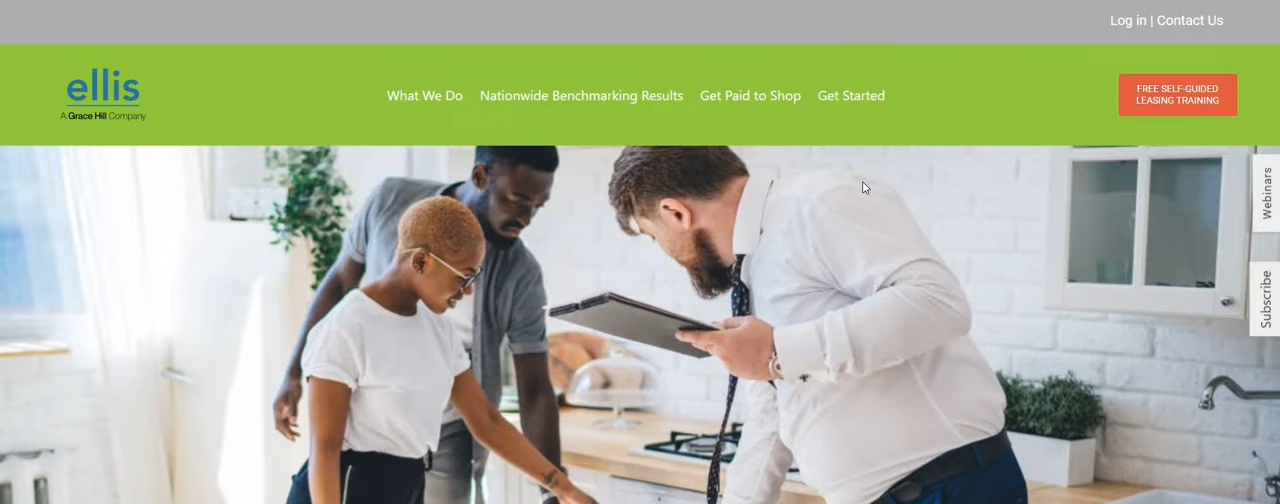 Log in | Contact Us
ellis
A Grace Hill Company
What We Do
Nationwide Benchmarking Results
Get Paid to Shop
Get Started
FREE SELF-GUIDED
LEASING TRAINING
Webinars
Subscribe